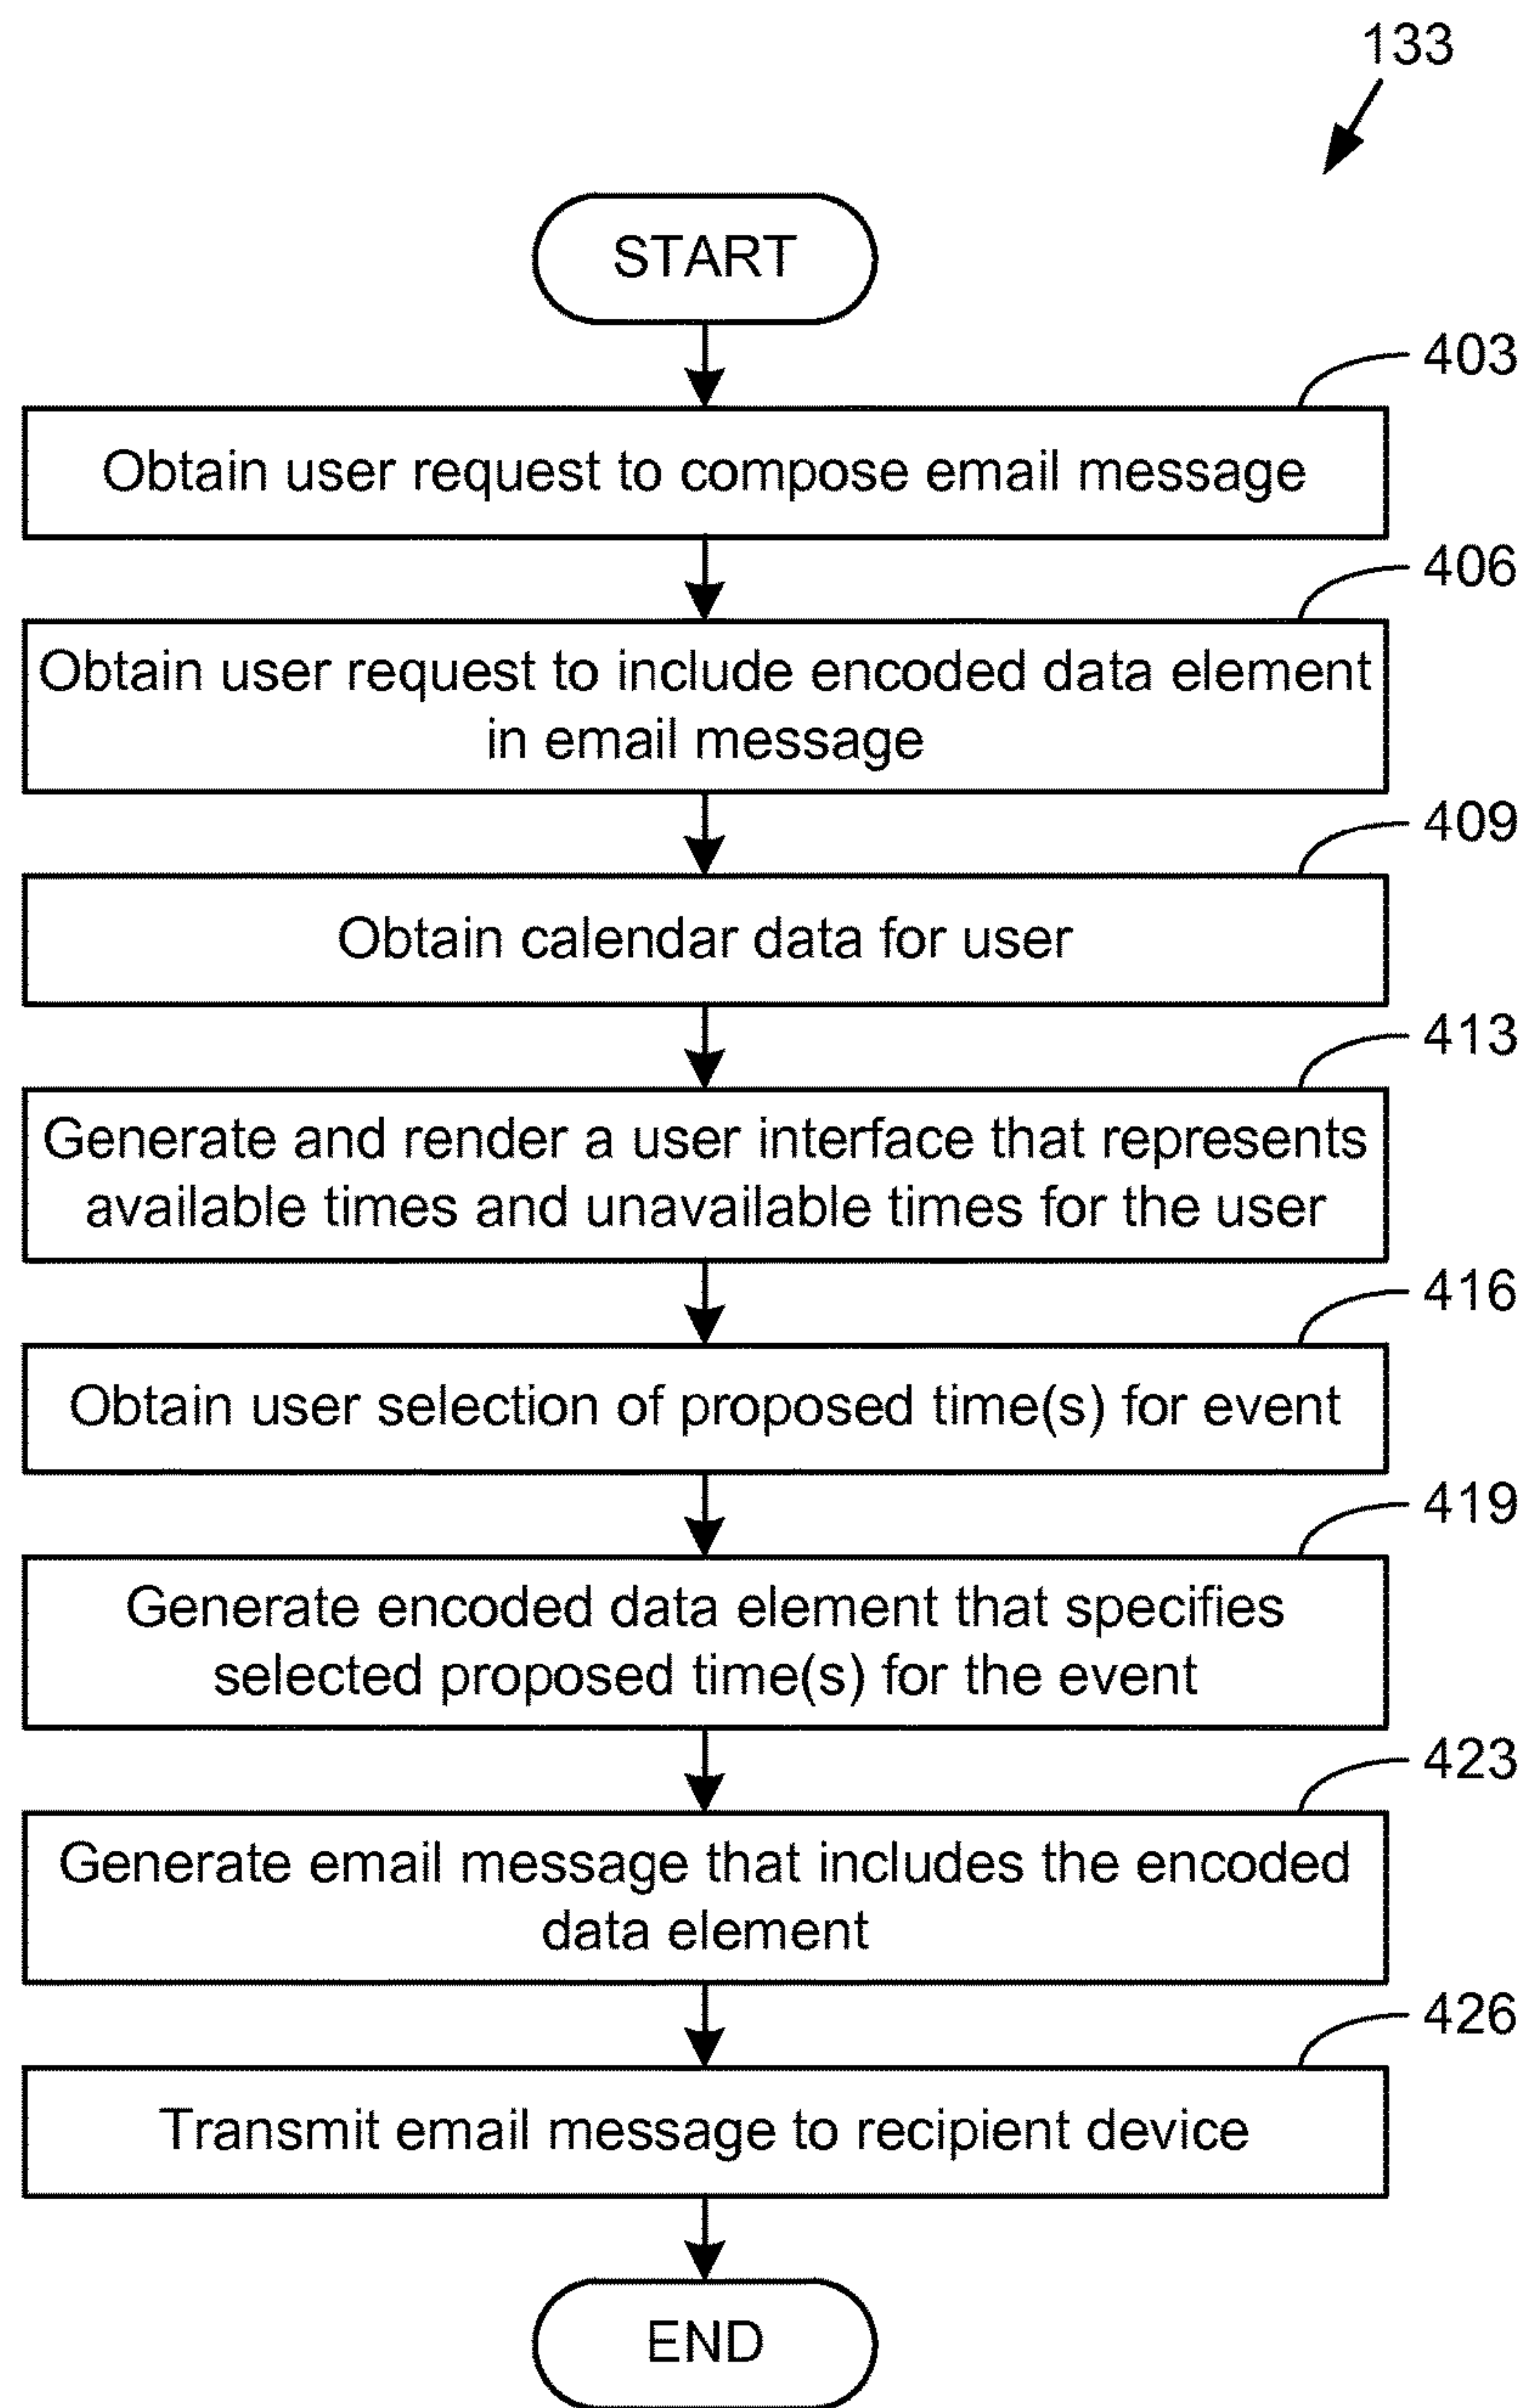 133
START
403
Obtain user request to compose email message
406
Obtain user request to include encoded data element
in email message
409
Obtain calendar data for user
413
Generate and render a user interface that represents
available times and unavailable times for the user
416
Obtain user selection of proposed time(s) for event
419
Generate encoded data element that specifies
selected proposed time(s) for the event
423
Generate email message that includes the encoded
data element
426
Transmit email message to recipient device
END